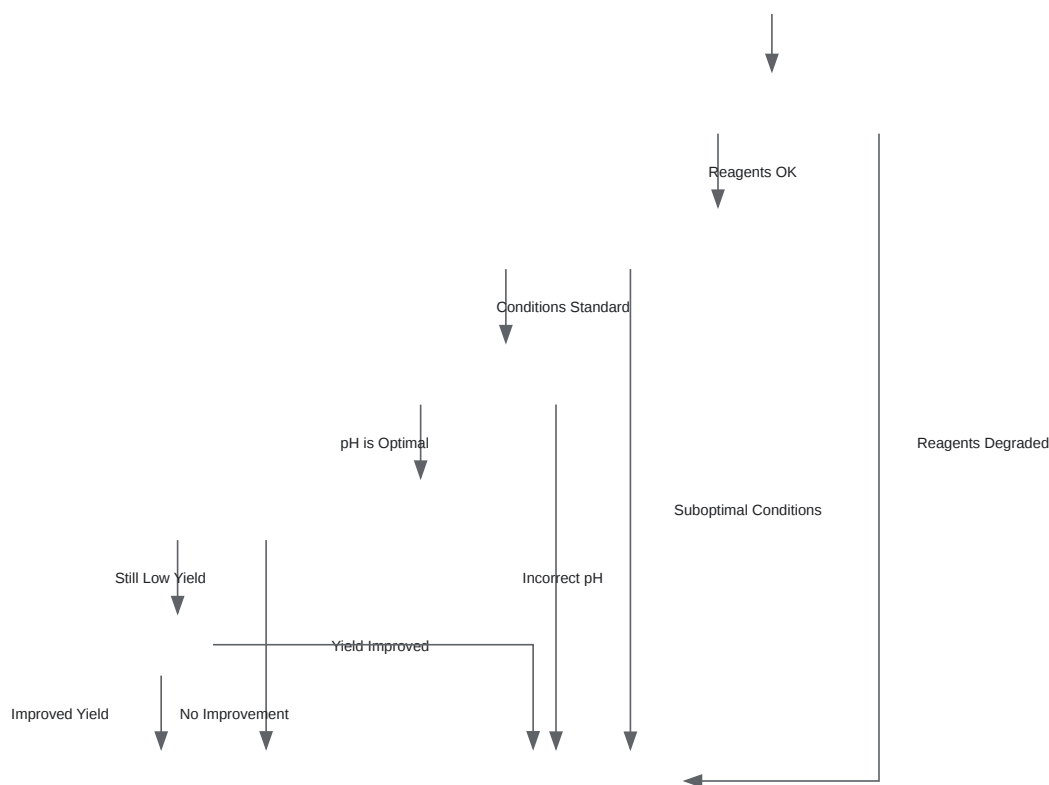 Reagents OK
Conditions Standard
pH is Optimal
Reagents Degraded
Suboptimal Conditions
Still Low Yield
Incorrect pH
Yield Improved
Improved Yield
No Improvement